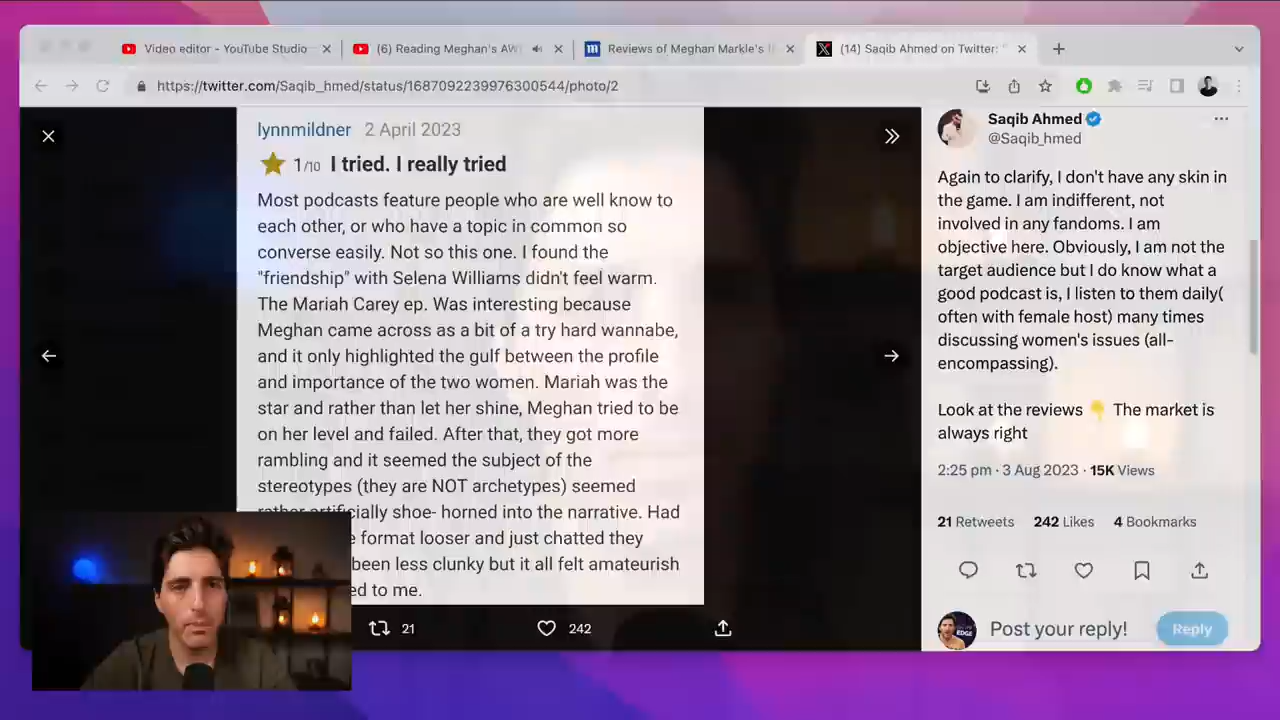 Video editor - YouTube Studio
(6) Reading Meghan's AW
Reviews of Meghan Markle's
(14) Saqib Ahmed on Twitter: "
https://twitter.com/Saqib_hmed/status/1687092239976300544/photo/2
lynnmildner 2 April 2023
1/10 I tried. I really tried
Most podcasts feature people who are well know to
each other, or who have a topic in common so
converse easily. Not so this one. I found the
"friendship" with Selena Williams didn't feel warm.
The Mariah Carey ep. Was interesting because
Meghan came across as a bit of a try hard wannabe,
and it only highlighted the gulf between the profile
and importance of the two women. Mariah was the
star and rather than let her shine, Meghan tried to be
on her level and failed. After that, they got more
rambling and it seemed the subject of the
stereotypes (they are NOT archetypes) seemed
rather artificially shoe- horned into the narrative. Had
format looser and just chatted they
been less clunky but it all felt amateurish
to me.
21
242
Saqib Ahmed
@Saqib_hmed
Again to clarify, I don't have any skin in
the game. I am indifferent, not
involved in any fandoms. I am
objective here. Obviously, I am not the
target audience but I do know what a
good podcast is, I listen to them daily(
often with female host) many times
discussing women's issues (all-
encompassing).
Look at the reviews 👇 The market is
always right
2:25 pm · 3 Aug 2023 · 15K Views
21 Retweets 242 Likes 4 Bookmarks
EDGE
Post your reply!
Reply